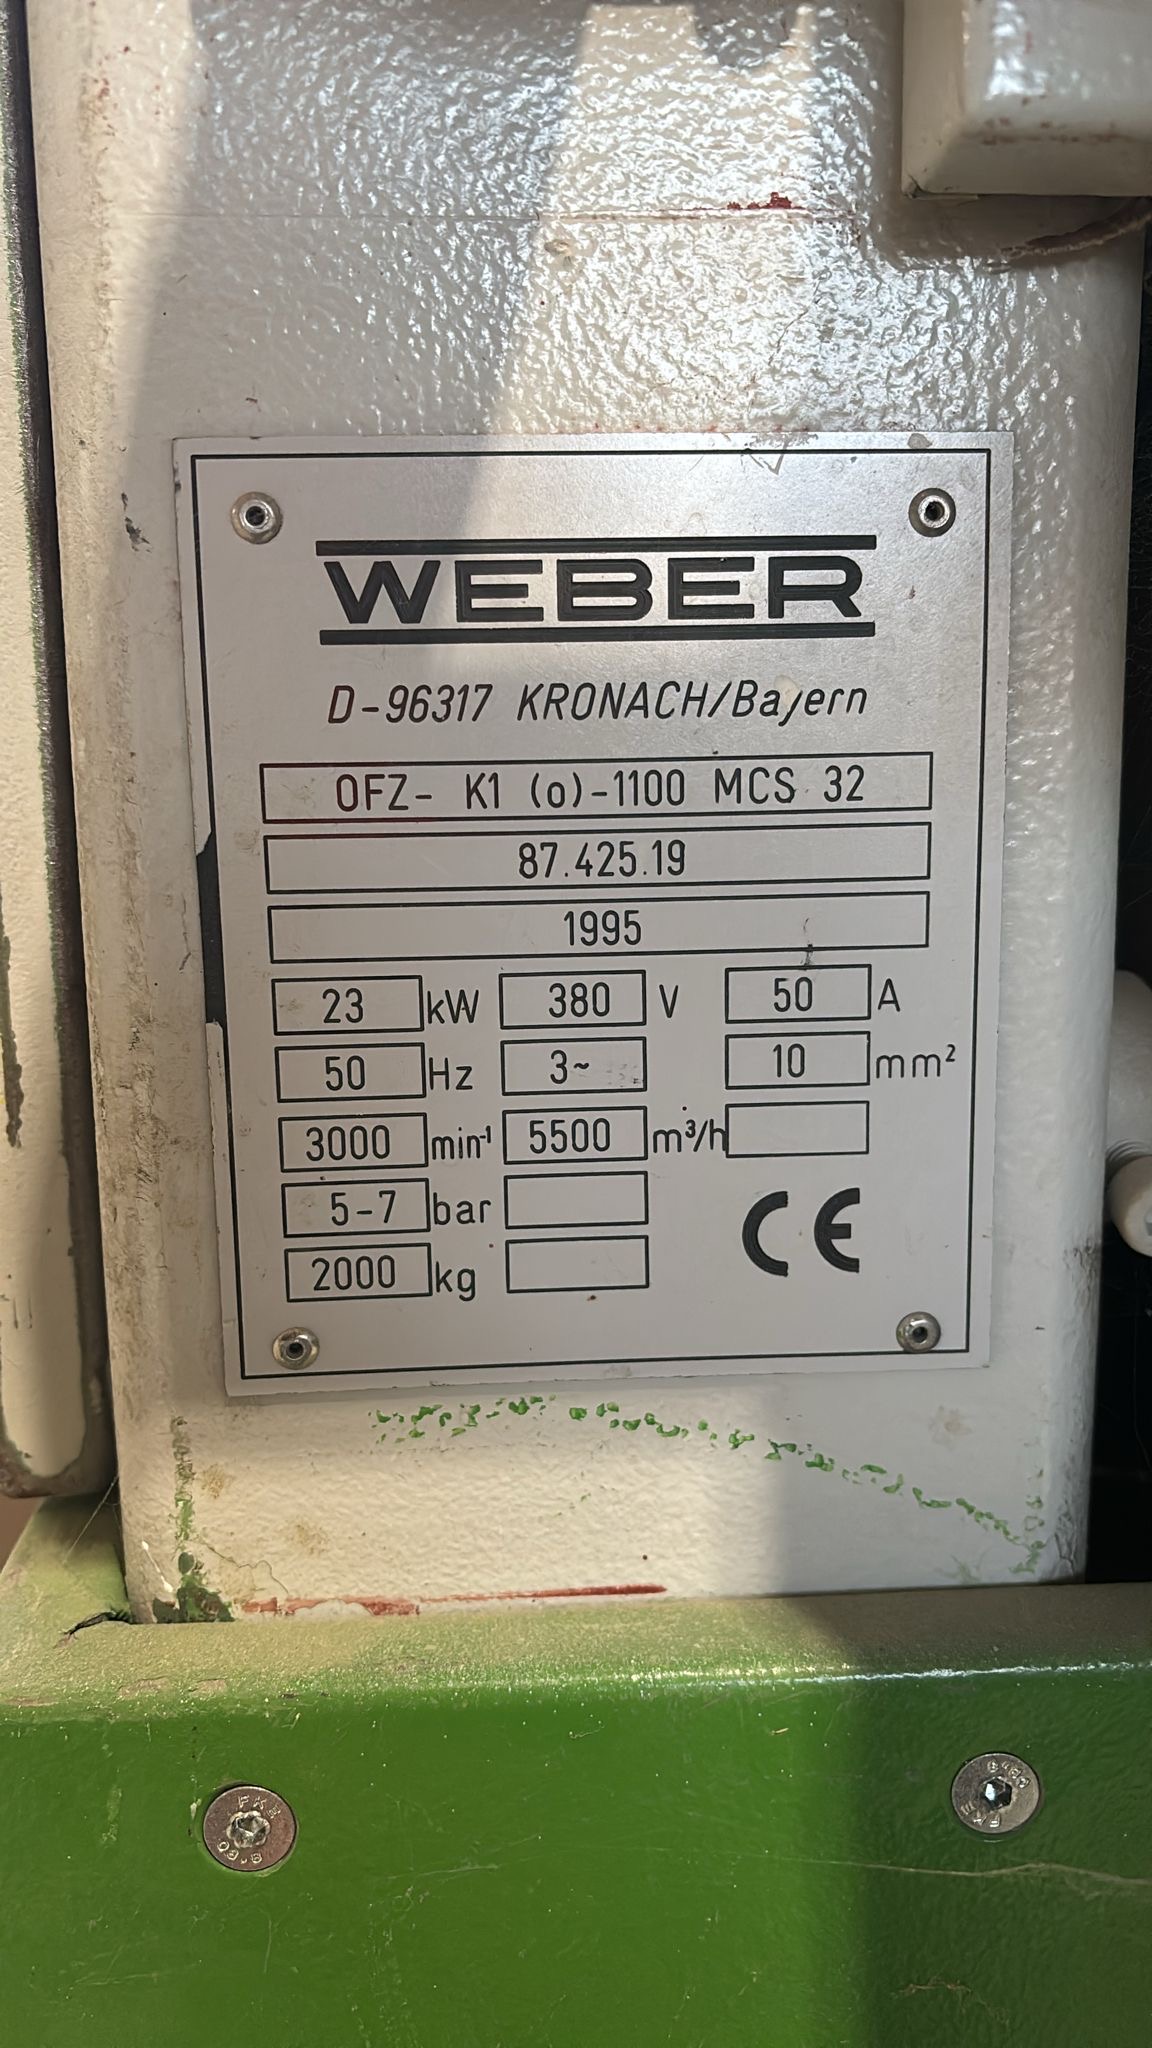 WEBER
D-96317 KRONACH/Bayern
OFZ- K1 (o)-1100 MCS 32
87.425.19
1995
23 kW 380 V 50 A
50 Hz 3~ 10 mm²
3000 min⁻¹ 5500 m³/h
5-7 bar
2000 kg
CE